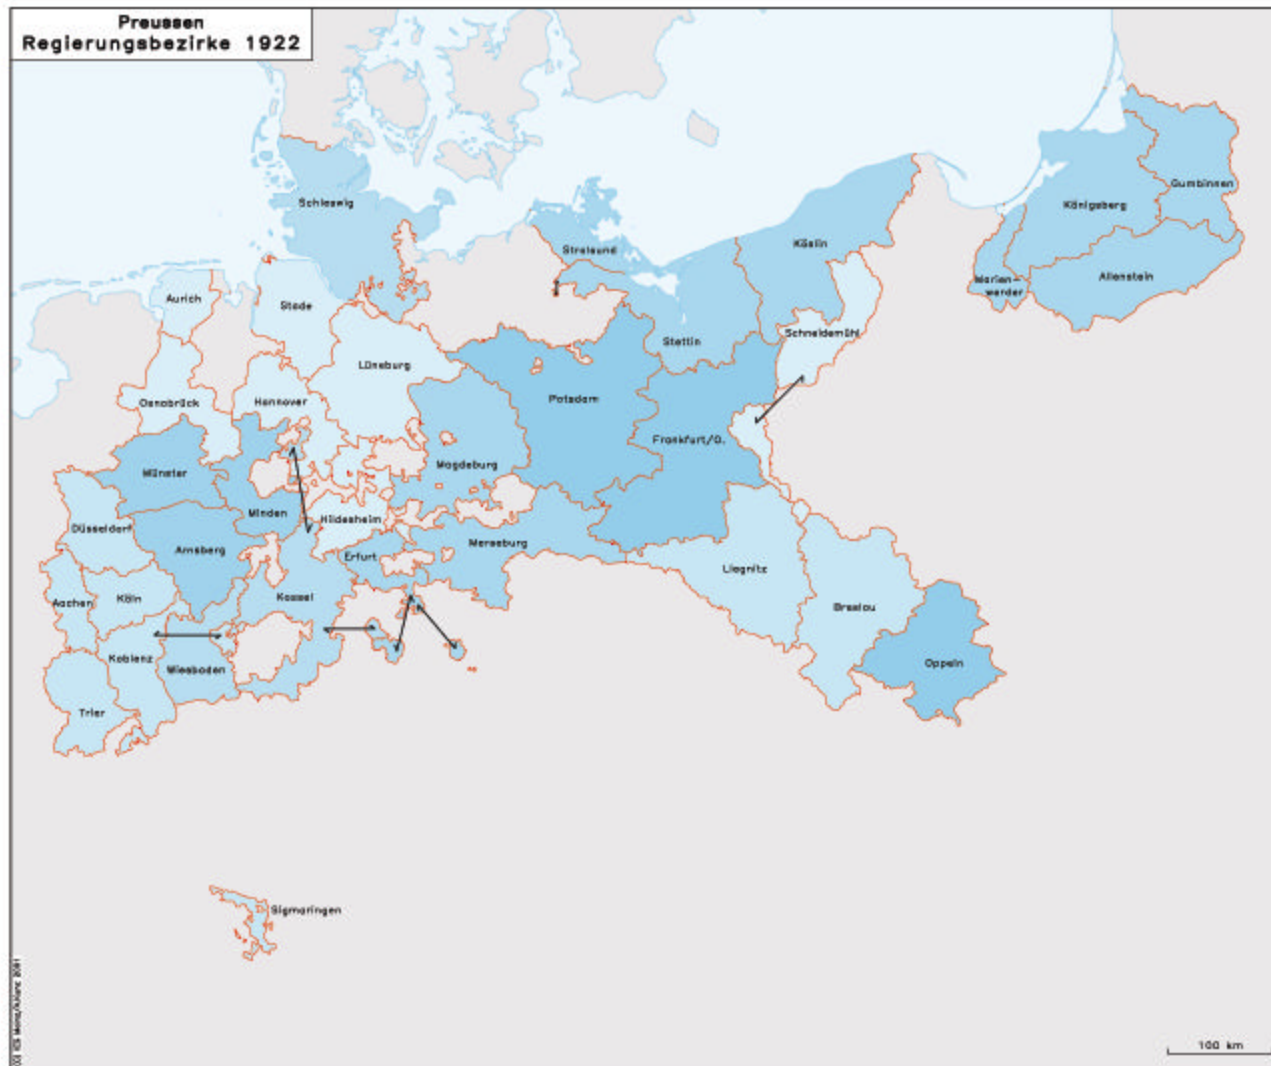 Preussen
Regierungsbezirke 1922
Schleswig
Gumbinnen
Königsberg
Stralsund
Köslin
Allenstein
Marien-
werder
Aurich
Stade
Schneidemühl
Stettin
Lüneburg
Potsdam
Osnabrück
Hannover
Frankfurt/O.
Magdeburg
Münster
Minden
Hildesheim
Düsseldorf
Merseburg
Arnsberg
Erfurt
Liegnitz
Kassel
Aachen
Köln
Breslau
Koblenz
Oppeln
Wiesbaden
Trier
Sigmaringen
100 km